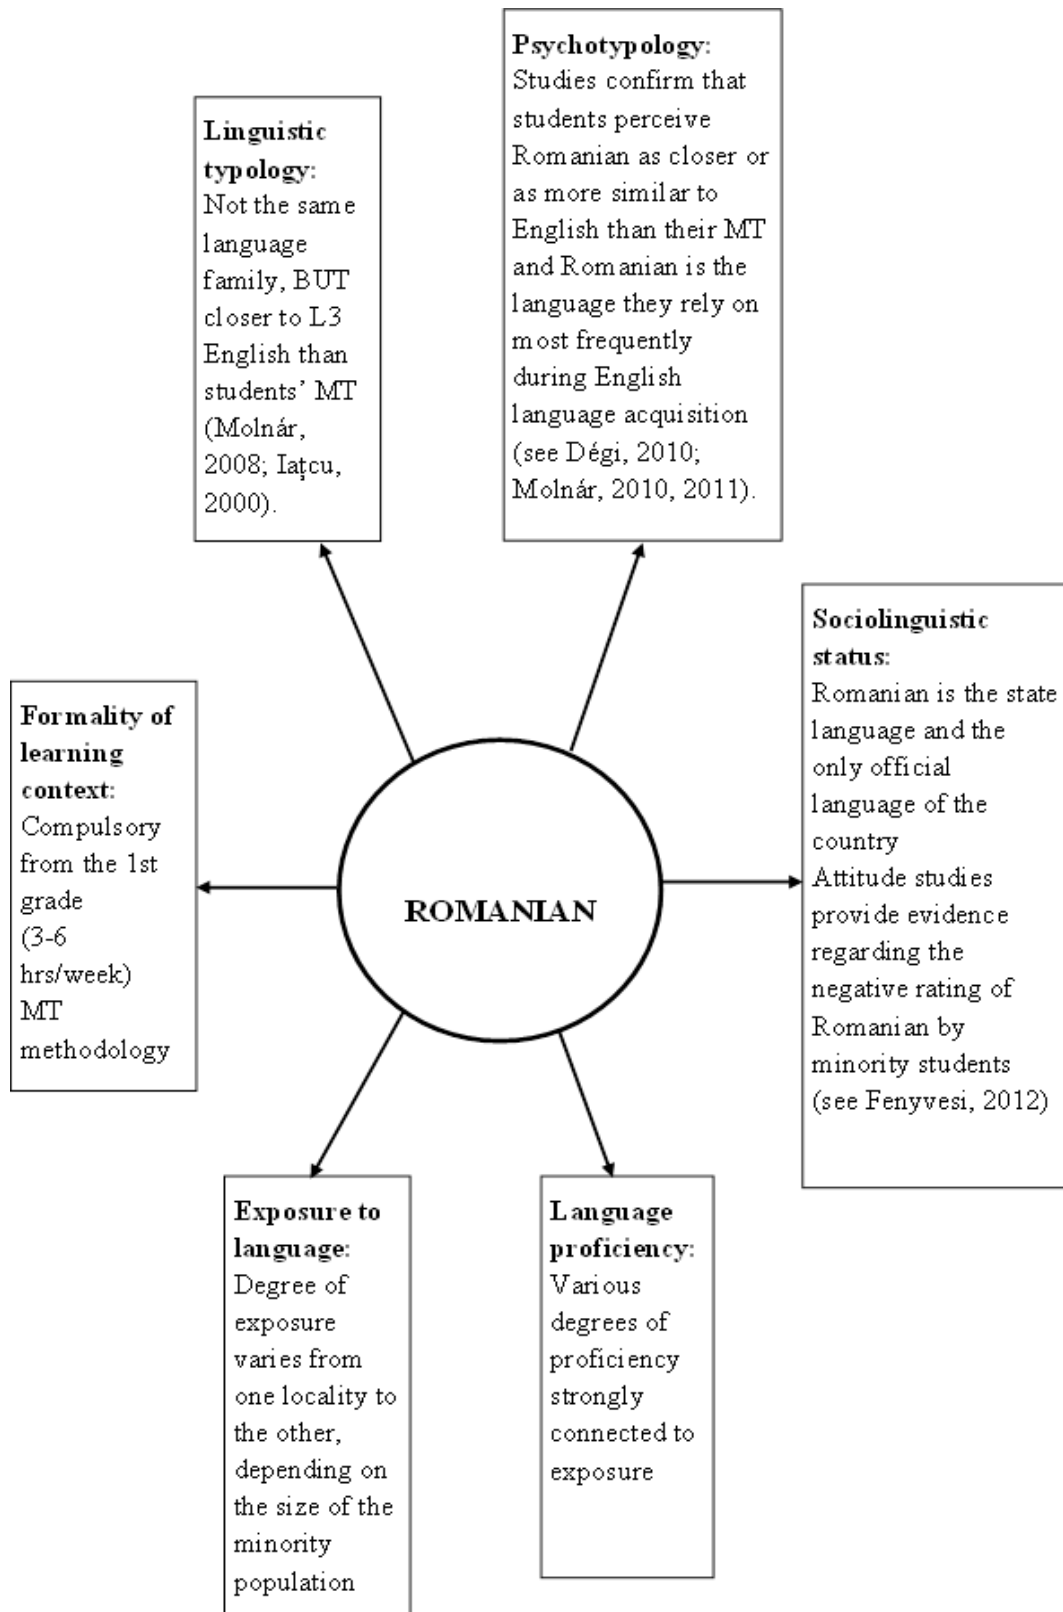 Psychotypology:
Studies confirm that
students perceive
Romanian as closer or
as more similar to
English than their MT
and Romanian is the
language they rely on
most frequently
during English
language acquisition
(see Dégi, 2010;
Molnár, 2010, 2011).
Linguistic
typology:
Not the same
language
family, BUT
closer to L3
English than
students’ MT
(Molnár,
2008; Iaţcu,
2000).
Sociolinguistic
status:
Romanian is the state
language and the
only official
language of the
country
Attitude studies
provide evidence
regarding the
negative rating of
Romanian by
minority students
(see Fenyvesi, 2012)
Formality of
learning
context:
Compulsory
from the 1st
grade
(3-6
hrs/week)
MT
methodology
ROMANIAN
Exposure to
language:
Degree of
exposure
varies from
one locality to
the other,
depending on
the size of the
minority
population
Language
proficiency:
Various
degrees of
proficiency
strongly
connected to
exposure